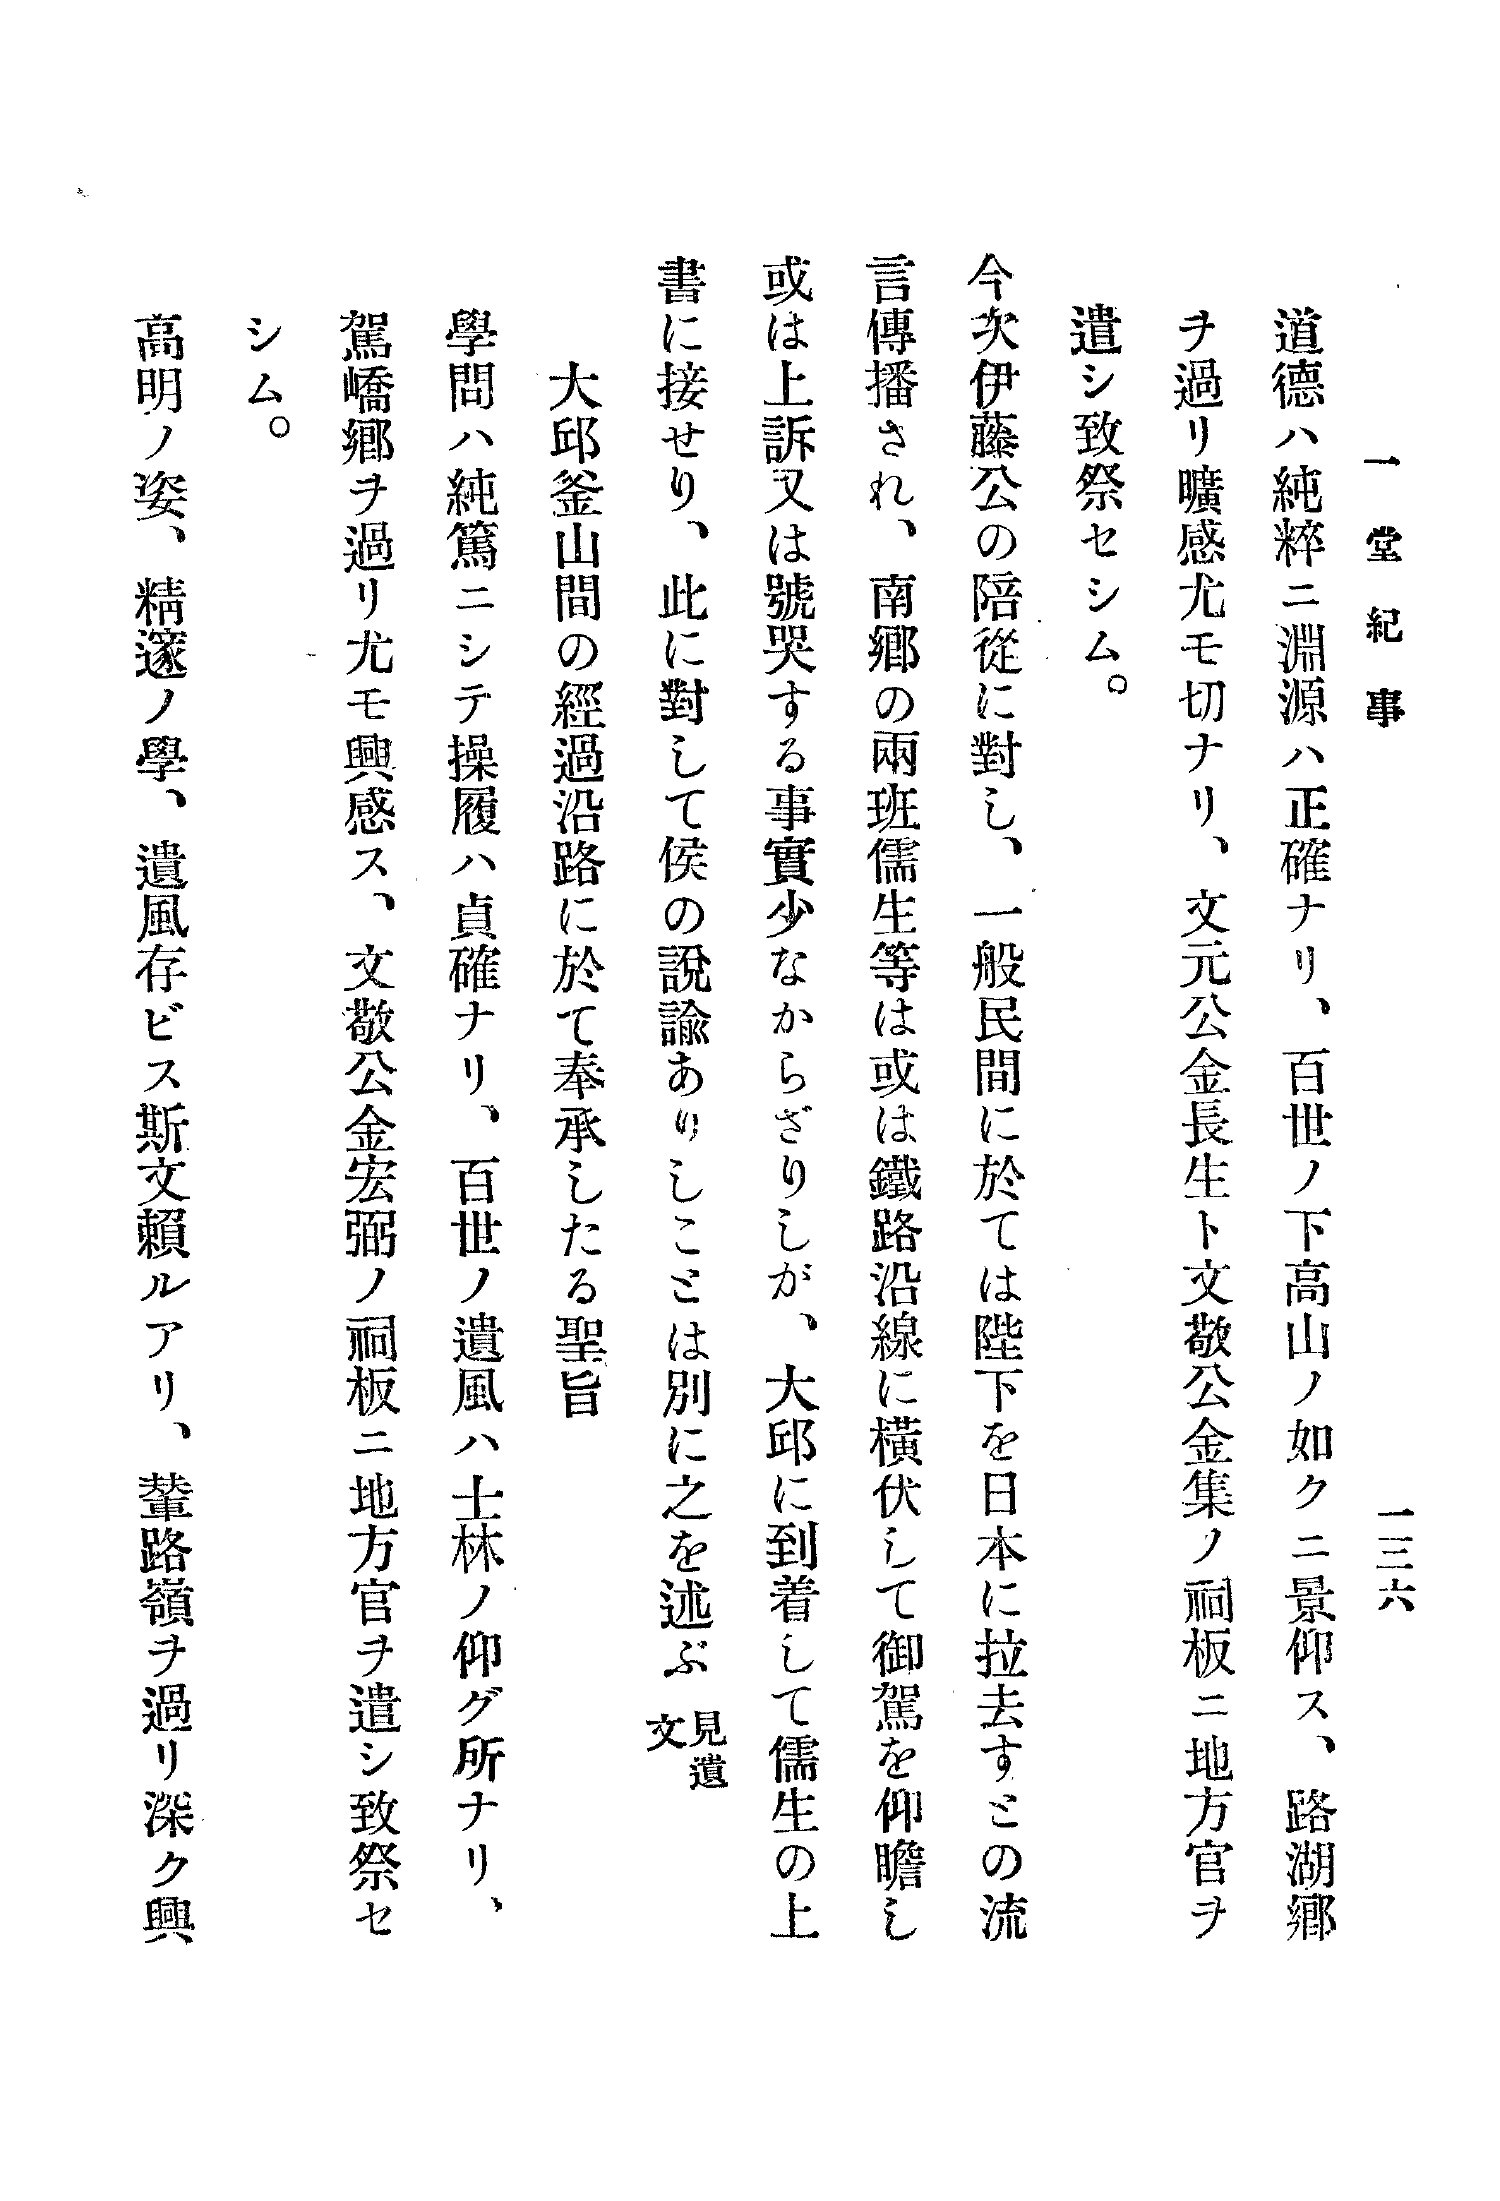 一堂紀事
一三六
道德ハ純粹ニ淵源ハ正確ナリ、百世ノ下高山ノ如クニ景仰ス、路湖鄉
ヲ過リ曠感尤モ切ナリ、文元公金長生ト文敬公金集ノ祠板ニ地方官ヲ
遣シ致祭セシム。
今次伊藤公の陪從に對し、一般民間に於ては陛下を日本に拉去すとの流
言傳播され、南鄉の兩班儒生等は或は鐵路沿線に橫伏して御駕を仰瞻し
或は上訴又は號哭する事實少なからざりしが、大邱に到着して儒生の上
書に接せり、此に對して侯の說諭ありしことは別に之を述ぶ見遺文
大邱釜山間の經過沿路に於て奉承したる聖旨
學問ハ純篤ニシテ操履ハ貞確ナリ、百世ノ遺風ハ士林ノ仰グ所ナリ、
駕嶠鄉ヲ過リ尤モ興感ス、文敬公金宏弼ノ祠板ニ地方官ヲ遣シ致祭セ
シム。
高明ノ姿、精邃ノ學、遺風存ビス斯文賴ルアリ、輦路嶺ヲ過リ深ク興